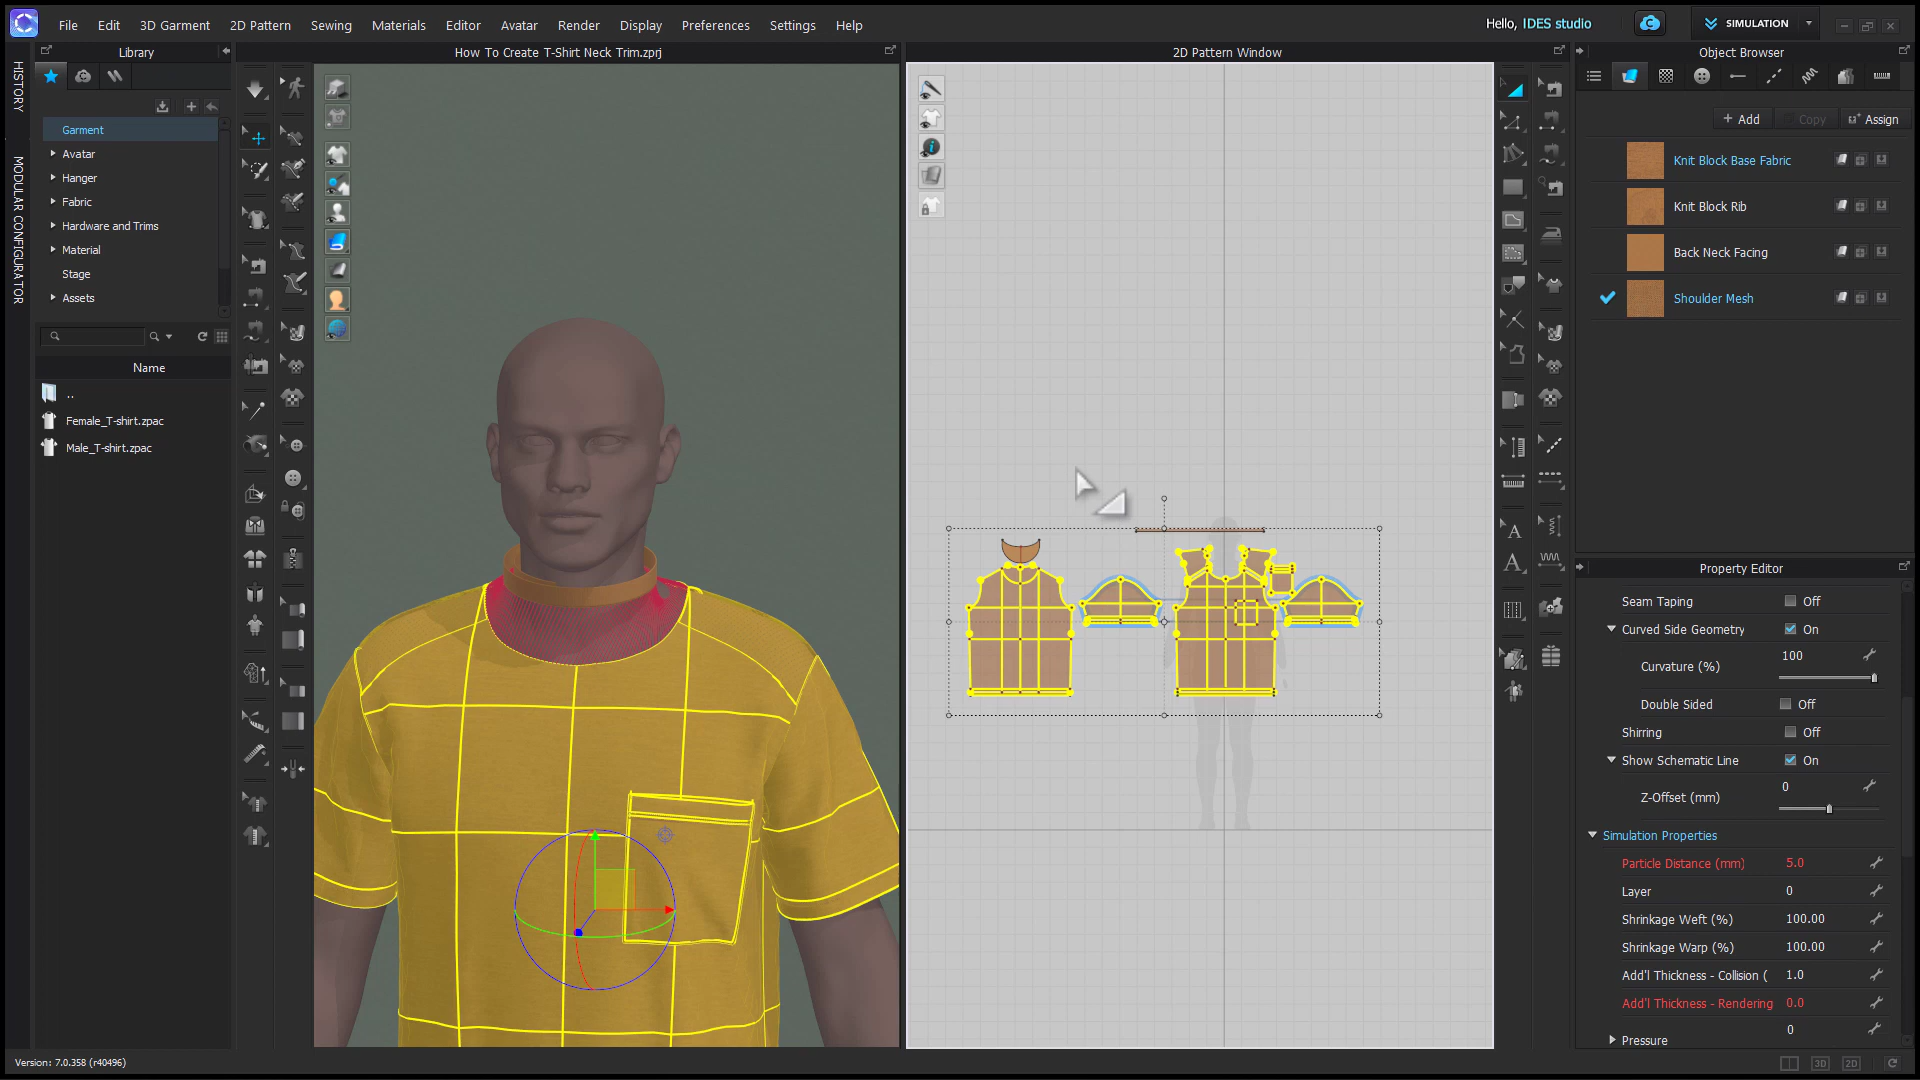 File Edit 3D Garment 2D Pattern Sewing Materials Editor Avatar Render Display Preferences Settings Help
Hello, IDES studio
SIMULATION
Library
How To Create T-Shirt Neck Trim.zprj
2D Pattern Window
Object Browser
HISTORY
MODULAR CONFIGURATOR
Garment
Avatar
Hanger
Fabric
Hardware and Trims
Material
Stage
Assets
Name
..
Female_T-shirt.zpac
Male_T-shirt.zpac
+ Add Copy Assign
Knit Block Base Fabric
Knit Block Rib
Back Neck Facing
Shoulder Mesh
Property Editor
Seam Taping Off
Curved Side Geometry On
Curvature (%) 100
Double Sided Off
Shirring Off
Show Schematic Line On
Z-Offset (mm) 0
Simulation Properties
Particle Distance (mm) 5.0
Layer 0
Shrinkage Weft (%) 100.00
Shrinkage Warp (%) 100.00
Add'l Thickness - Collision ( 1.0
Add'l Thickness - Rendering 0.0
Pressure 0
Version: 7.0.358 (r40496)
3D 2D